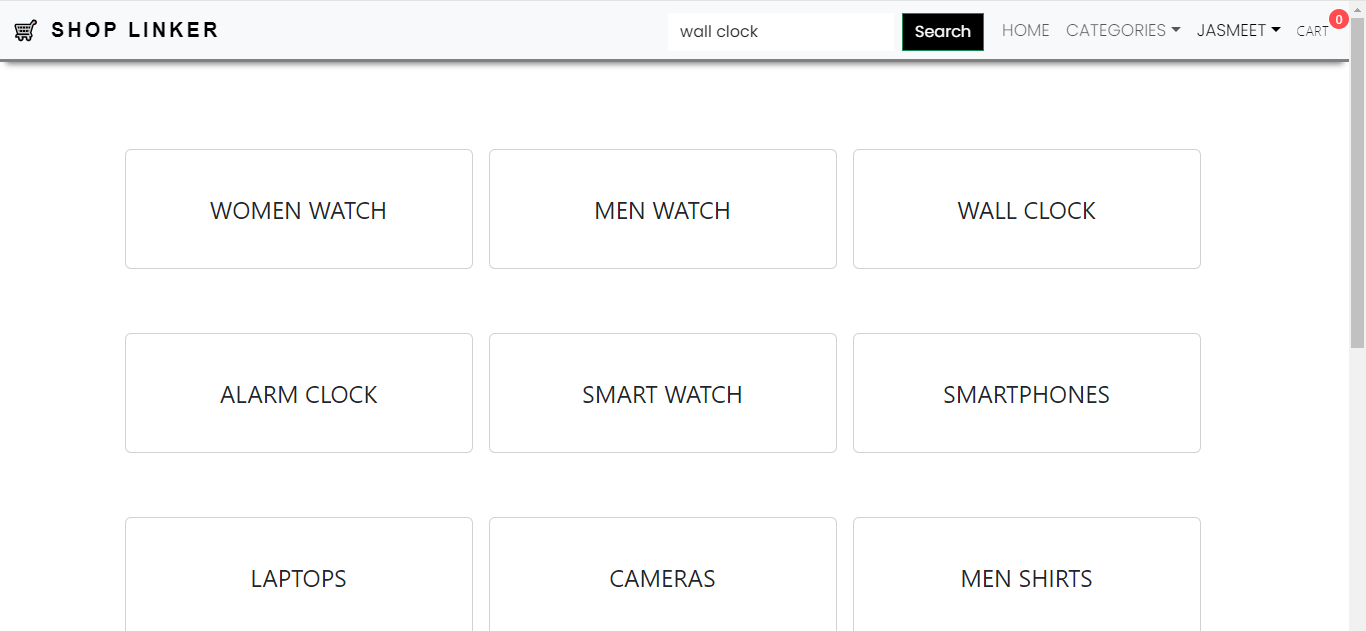 SHOP LINKER wall clock Search HOME CATEGORIES JASMEET CART 0
WOMEN WATCH MEN WATCH WALL CLOCK
ALARM CLOCK SMART WATCH SMARTPHONES
LAPTOPS CAMERAS MEN SHIRTS